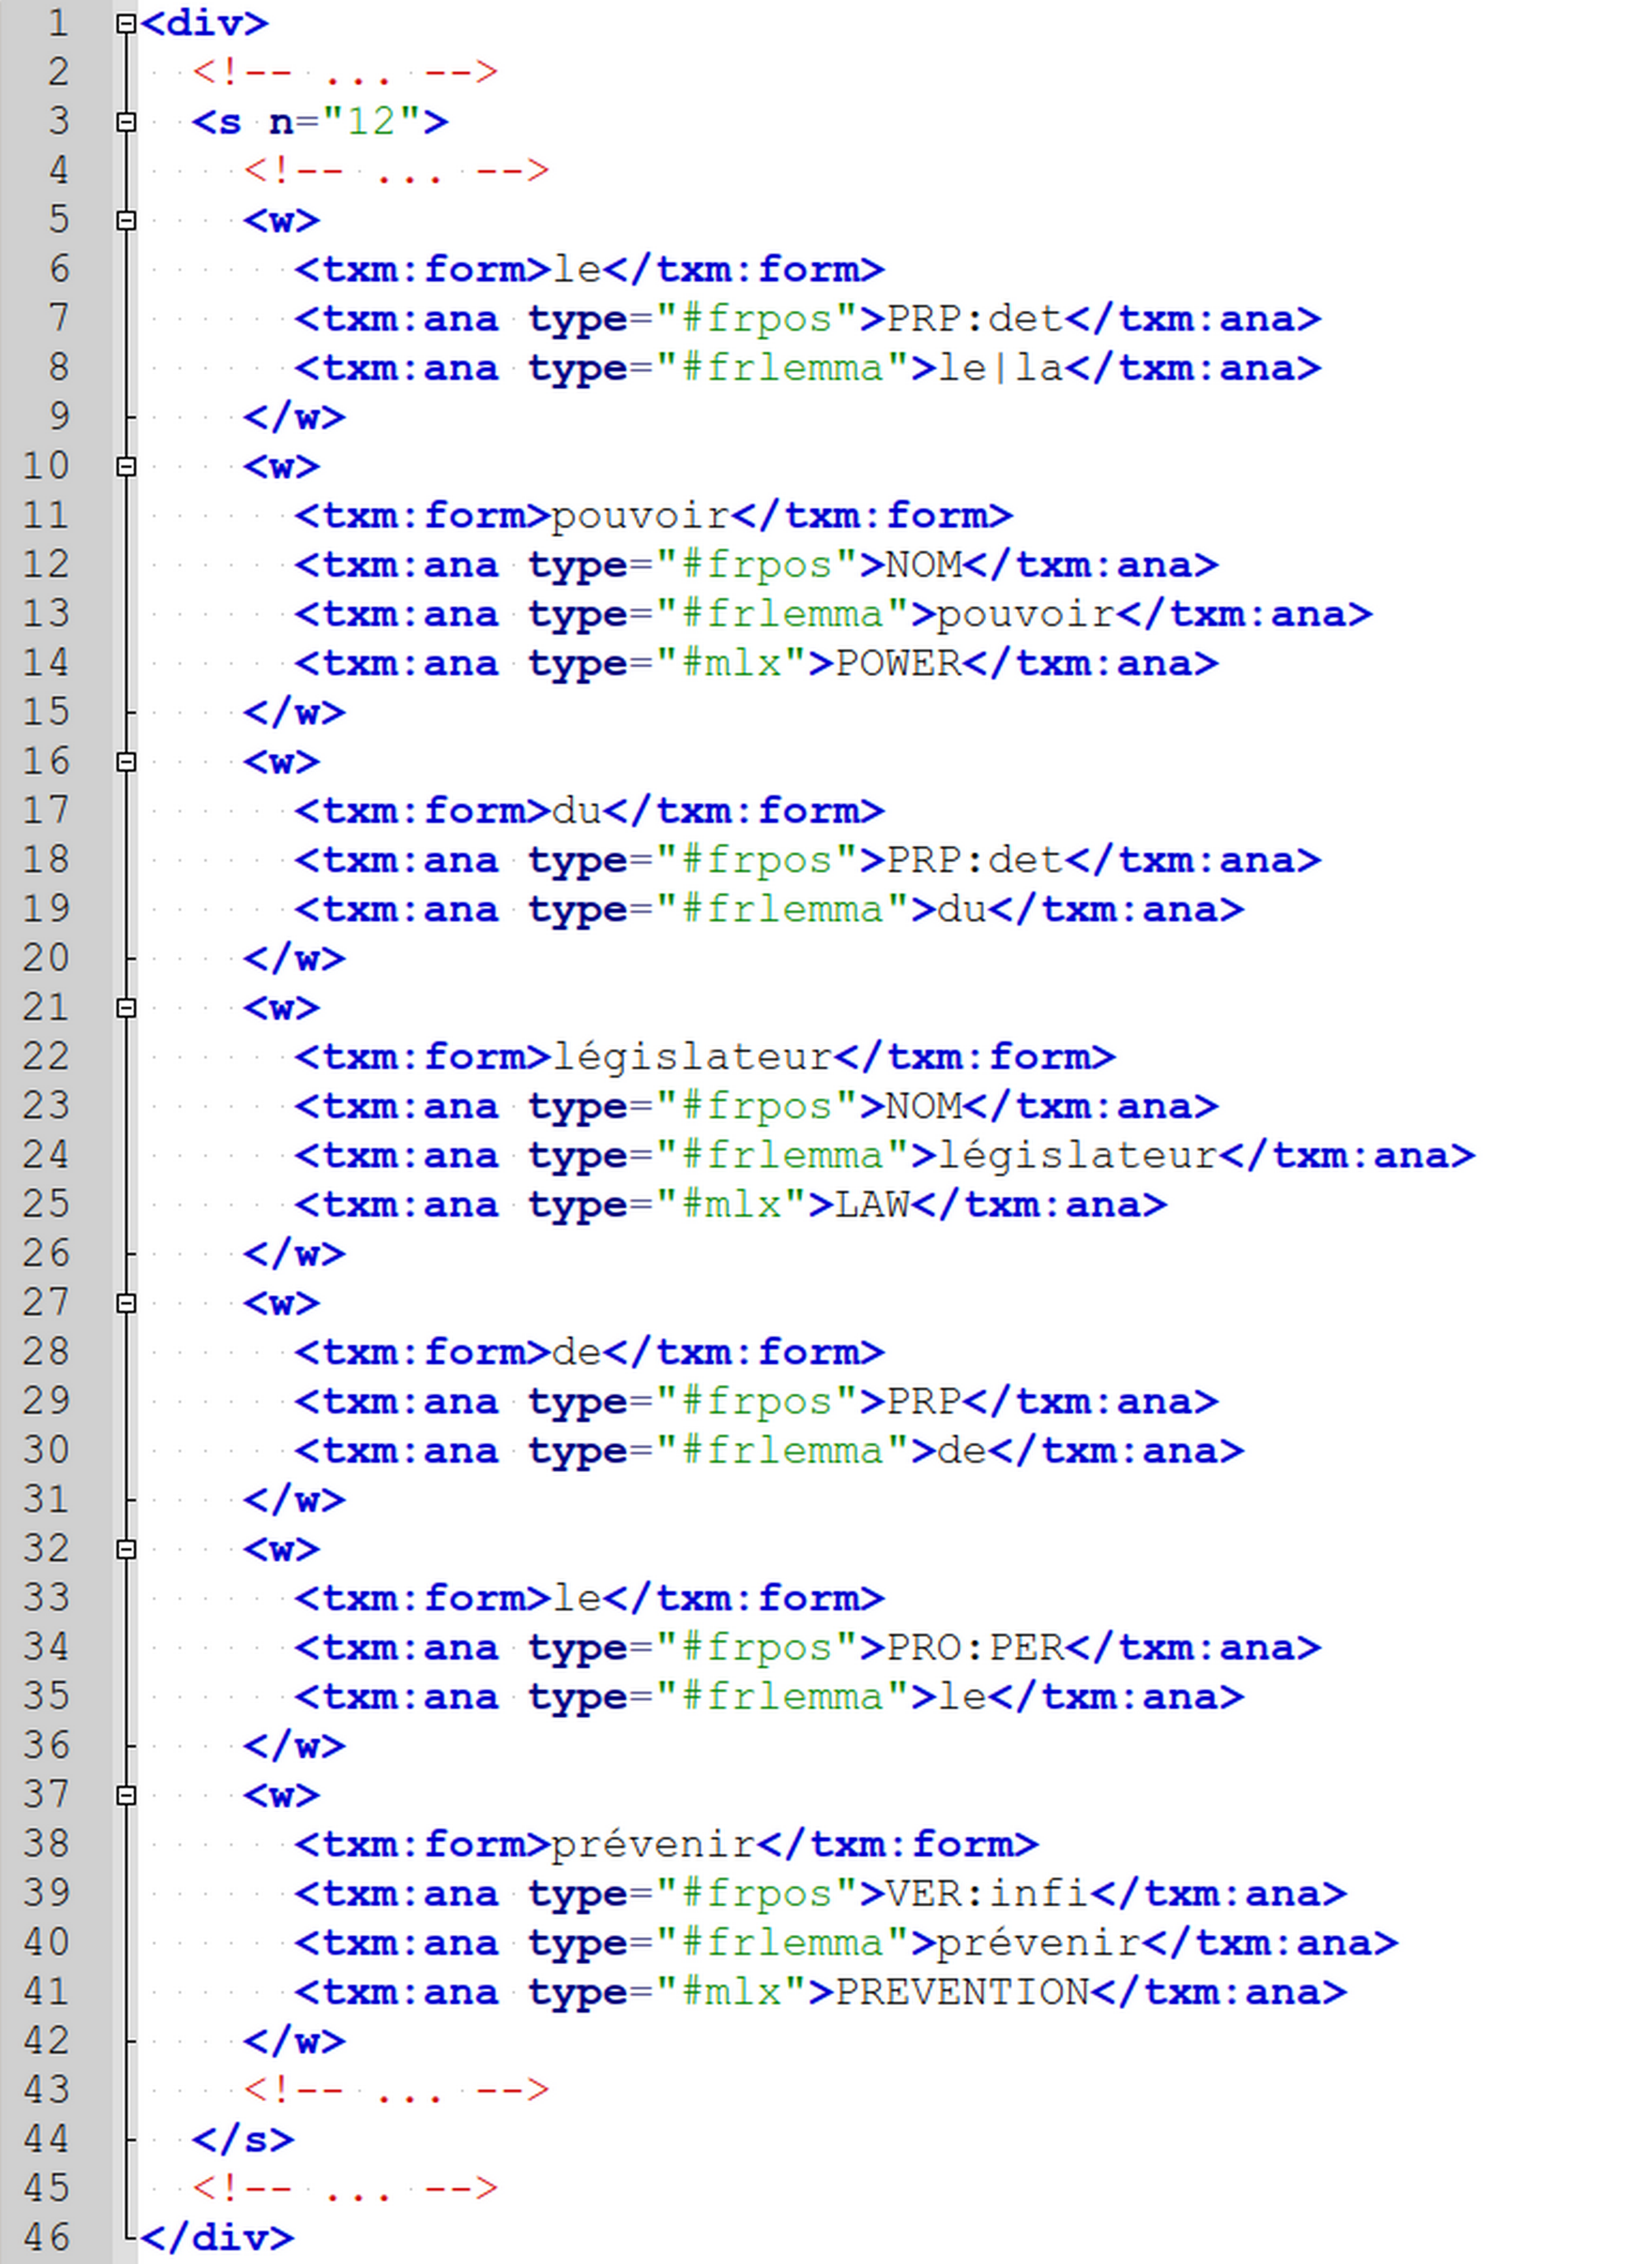 1 <div>
2 <!-- ... -->
3 <s n="12">
4 <!-- ... -->
5 <w>
6 <txm:form>le</txm:form>
7 <txm:ana type="#frpos">PRP:det</txm:ana>
8 <txm:ana type="#frlemma">le|la</txm:ana>
9 </w>
10 <w>
11 <txm:form>pouvoir</txm:form>
12 <txm:ana type="#frpos">NOM</txm:ana>
13 <txm:ana type="#frlemma">pouvoir</txm:ana>
14 <txm:ana type="#mlx">POWER</txm:ana>
15 </w>
16 <w>
17 <txm:form>du</txm:form>
18 <txm:ana type="#frpos">PRP:det</txm:ana>
19 <txm:ana type="#frlemma">du</txm:ana>
20 </w>
21 <w>
22 <txm:form>législateur</txm:form>
23 <txm:ana type="#frpos">NOM</txm:ana>
24 <txm:ana type="#frlemma">législateur</txm:ana>
25 <txm:ana type="#mlx">LAW</txm:ana>
26 </w>
27 <w>
28 <txm:form>de</txm:form>
29 <txm:ana type="#frpos">PRP</txm:ana>
30 <txm:ana type="#frlemma">de</txm:ana>
31 </w>
32 <w>
33 <txm:form>le</txm:form>
34 <txm:ana type="#frpos">PRO:PER</txm:ana>
35 <txm:ana type="#frlemma">le</txm:ana>
36 </w>
37 <w>
38 <txm:form>prévenir</txm:form>
39 <txm:ana type="#frpos">VER:infi</txm:ana>
40 <txm:ana type="#frlemma">prévenir</txm:ana>
41 <txm:ana type="#mlx">PREVENTION</txm:ana>
42 </w>
43 <!-- ... -->
44 </s>
45 <!-- ... -->
46 </div>